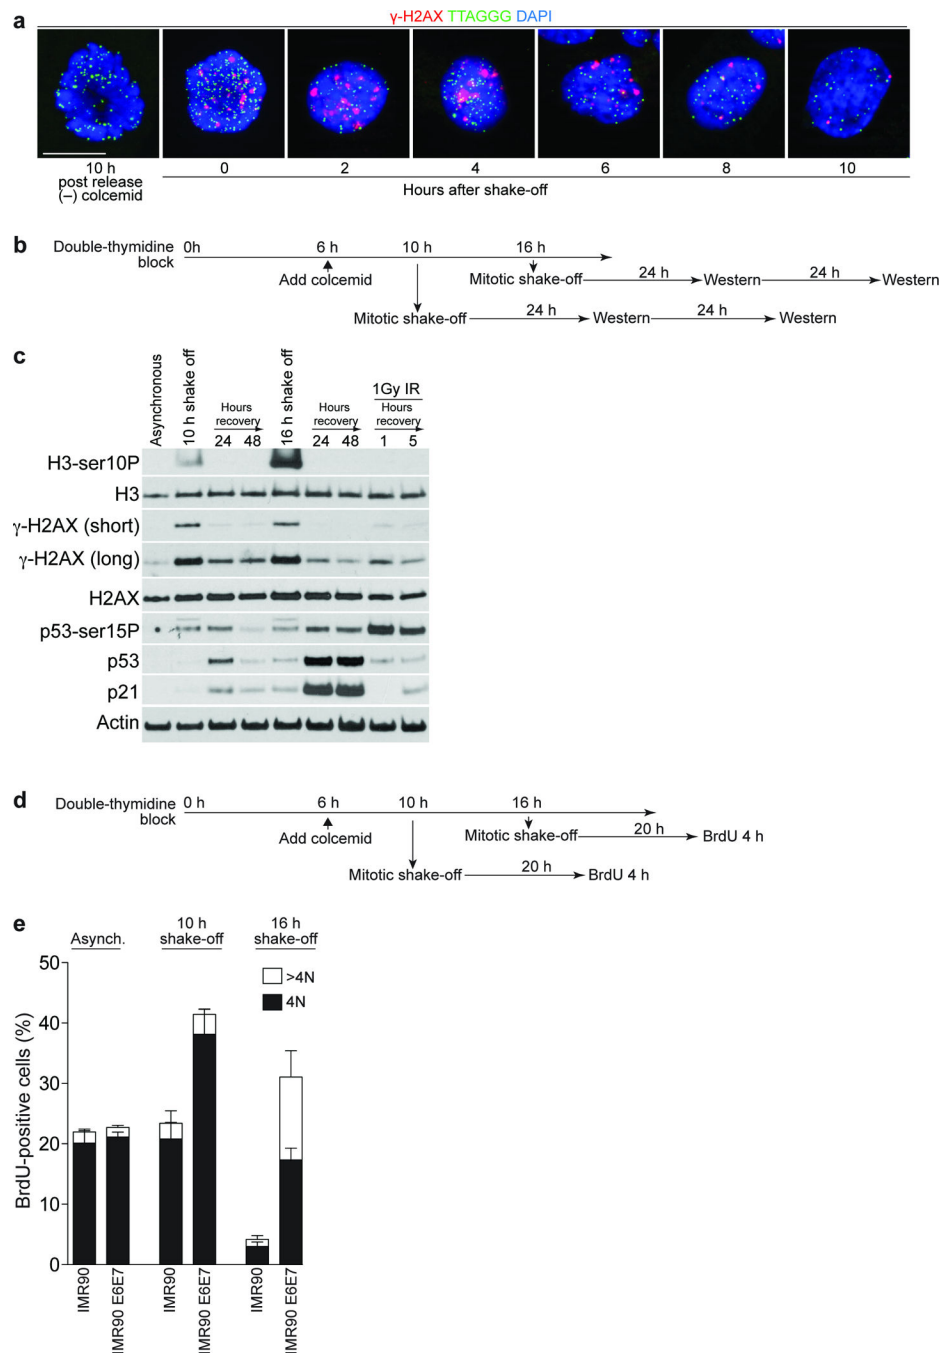 a
γ-H2AX TTAGGG DAPI
10 h
post release
(–) colcemid
0 2 4 6 8 10
Hours after shake-off
b
Double-thymidine block
0h 6 h 10 h 16 h
Add colcemid
Mitotic shake-off 24 h Western 24 h Western
Mitotic shake-off 24 h Western 24 h Western
c
Asynchronous
10 h shake off
Hours recovery
24 48
16 h shake off
Hours recovery
24 48
1Gy IR
Hours recovery
1 5
H3-ser10P
H3
γ-H2AX (short)
γ-H2AX (long)
H2AX
p53-ser15P
p53
p21
Actin
d
Double-thymidine block
0 h 6 h 10 h 16 h
Add colcemid
Mitotic shake-off 20 h BrdU 4 h
Mitotic shake-off 20 h BrdU 4 h
e
Asynch.
10 h shake-off
16 h shake-off
>4N
4N
BrdU-positive cells (%)
50
40
30
20
10
0
IMR90
IMR90 E6E7
IMR90
IMR90 E6E7
IMR90
IMR90 E6E7